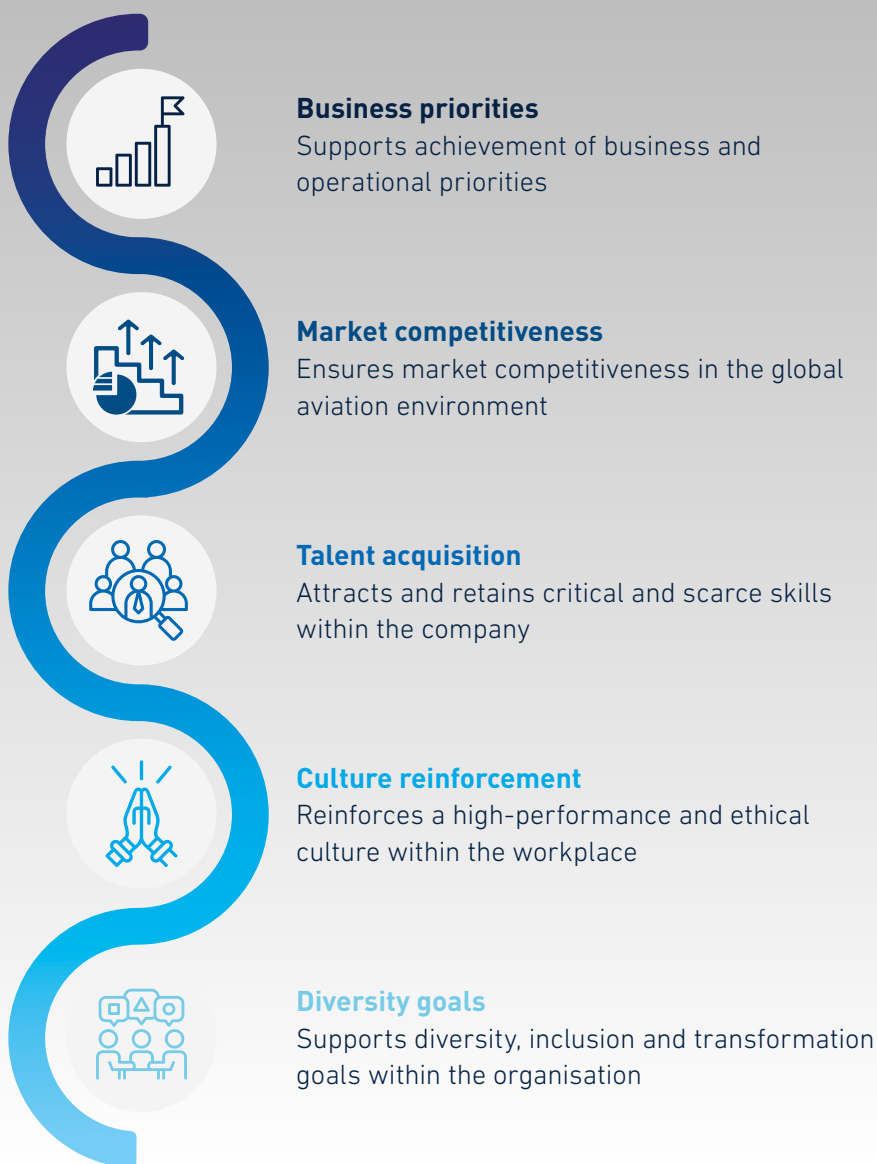 Business priorities
Supports achievement of business and
operational priorities
Market competitiveness
Ensures market competitiveness in the global
aviation environment
Talent acquisition
Attracts and retains critical and scarce skills
within the company
Culture reinforcement
Reinforces a high-performance and ethical
culture within the workplace
Diversity goals
Supports diversity, inclusion and transformation
goals within the organisation